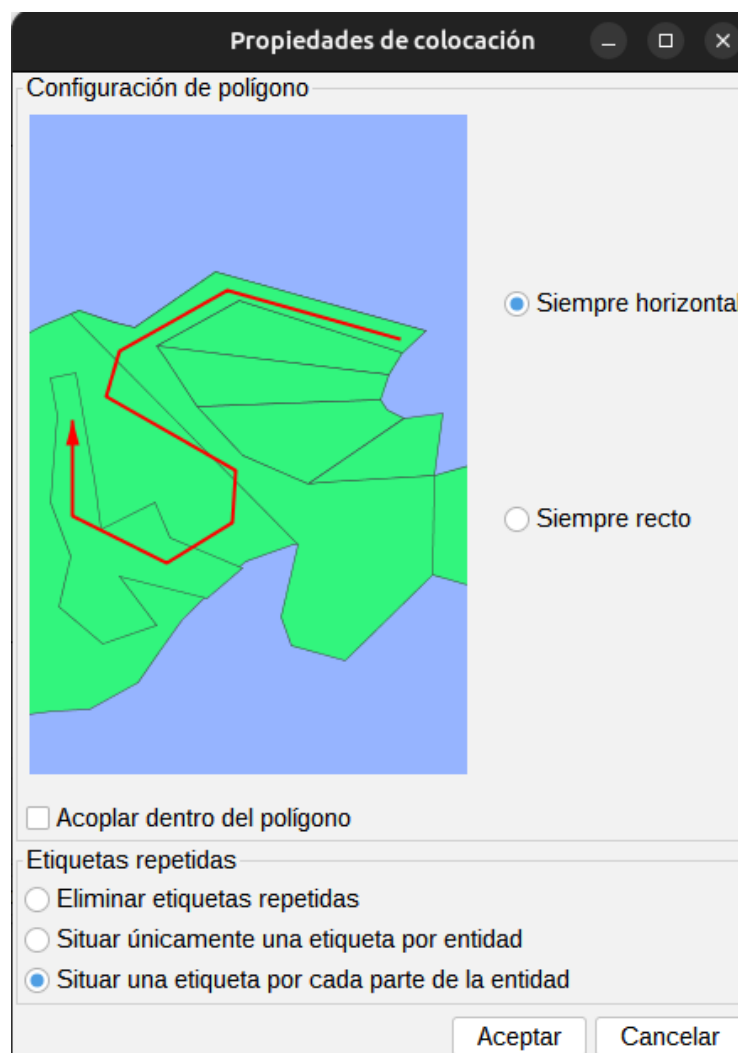 Propiedades de colocación
Configuración de polígono
Siempre horizontal
Siempre recto
Acoplar dentro del polígono
Etiquetas repetidas
Eliminar etiquetas repetidas
Situar únicamente una etiqueta por entidad
Situar una etiqueta por cada parte de la entidad
Aceptar
Cancelar